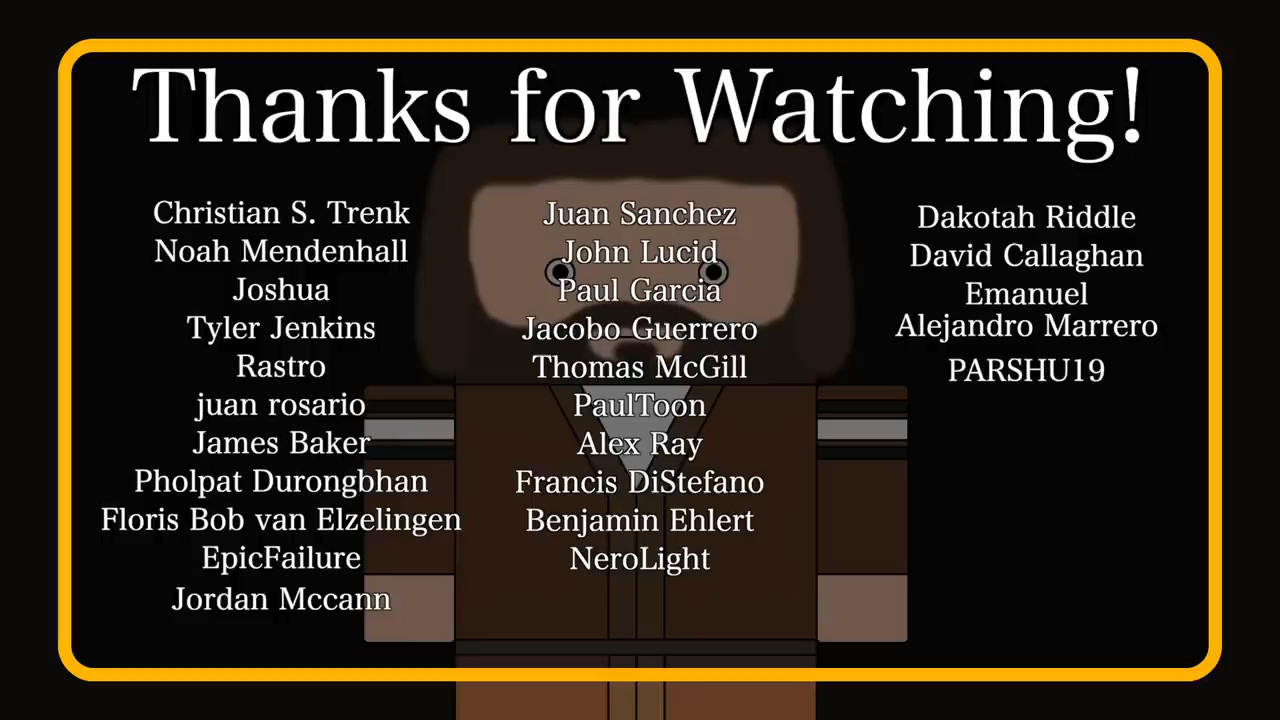 Thanks for Watching!
Christian S. Trenk
Noah Mendenhall
Joshua
Tyler Jenkins
Rastro
juan rosario
James Baker
Pholpat Durongbhan
Floris Bob van Elzelingen
EpicFailure
Jordan Mccann
Juan Sanchez
John Lucid
Paul Garcia
Jacobo Guerrero
Thomas McGill
PaulToon
Alex Ray
Francis DiStefano
Benjamin Ehlert
NeroLight
Dakotah Riddle
David Callaghan
Emanuel
Alejandro Marrero
PARSHU19